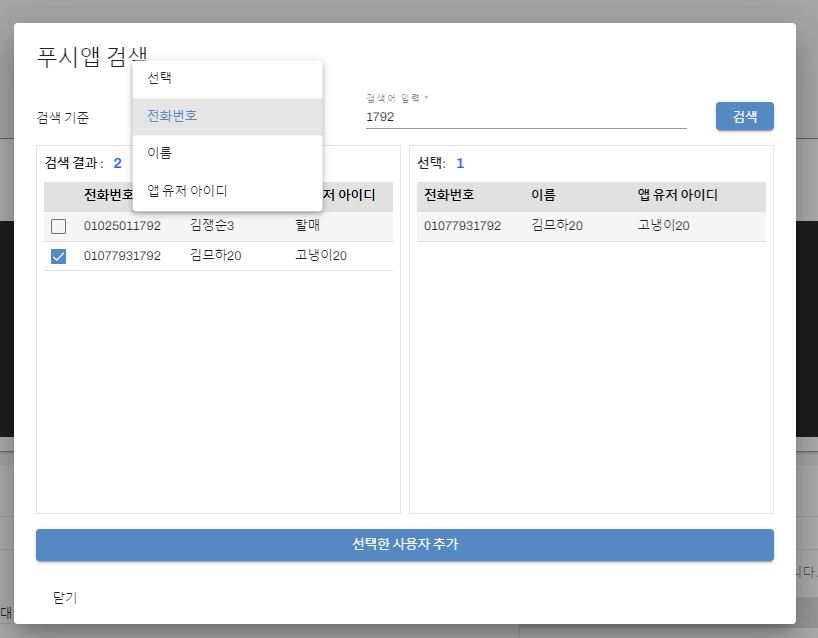 푸시앱 검색
선택
전화번호
이름
앱 유저 아이디
검색 기준
검색어 입력 *
1792
검색
검색 결과 : 2
전화번호 저 아이디
01025011792 김쟁순3 할매
01077931792 김므하20 고냉이20
선택: 1
전화번호 이름 앱 유저 아이디
01077931792 김므하20 고냉이20
선택한 사용자 추가
닫기
니다.
대